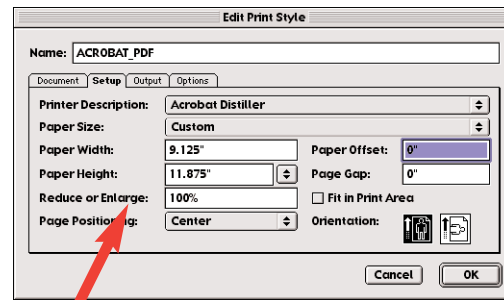 Edit Print Style
Name: ACROBAT_PDF
Document Setup Output Options
Printer Description: Acrobat Distiller
Paper Size: Custom
Paper Width: 9.125" Paper Offset: 0"
Paper Height: 11.875" Page Gap: 0"
Reduce or Enlarge: 100% Fit in Print Area
Page Positioning: Center Orientation:
Cancel OK